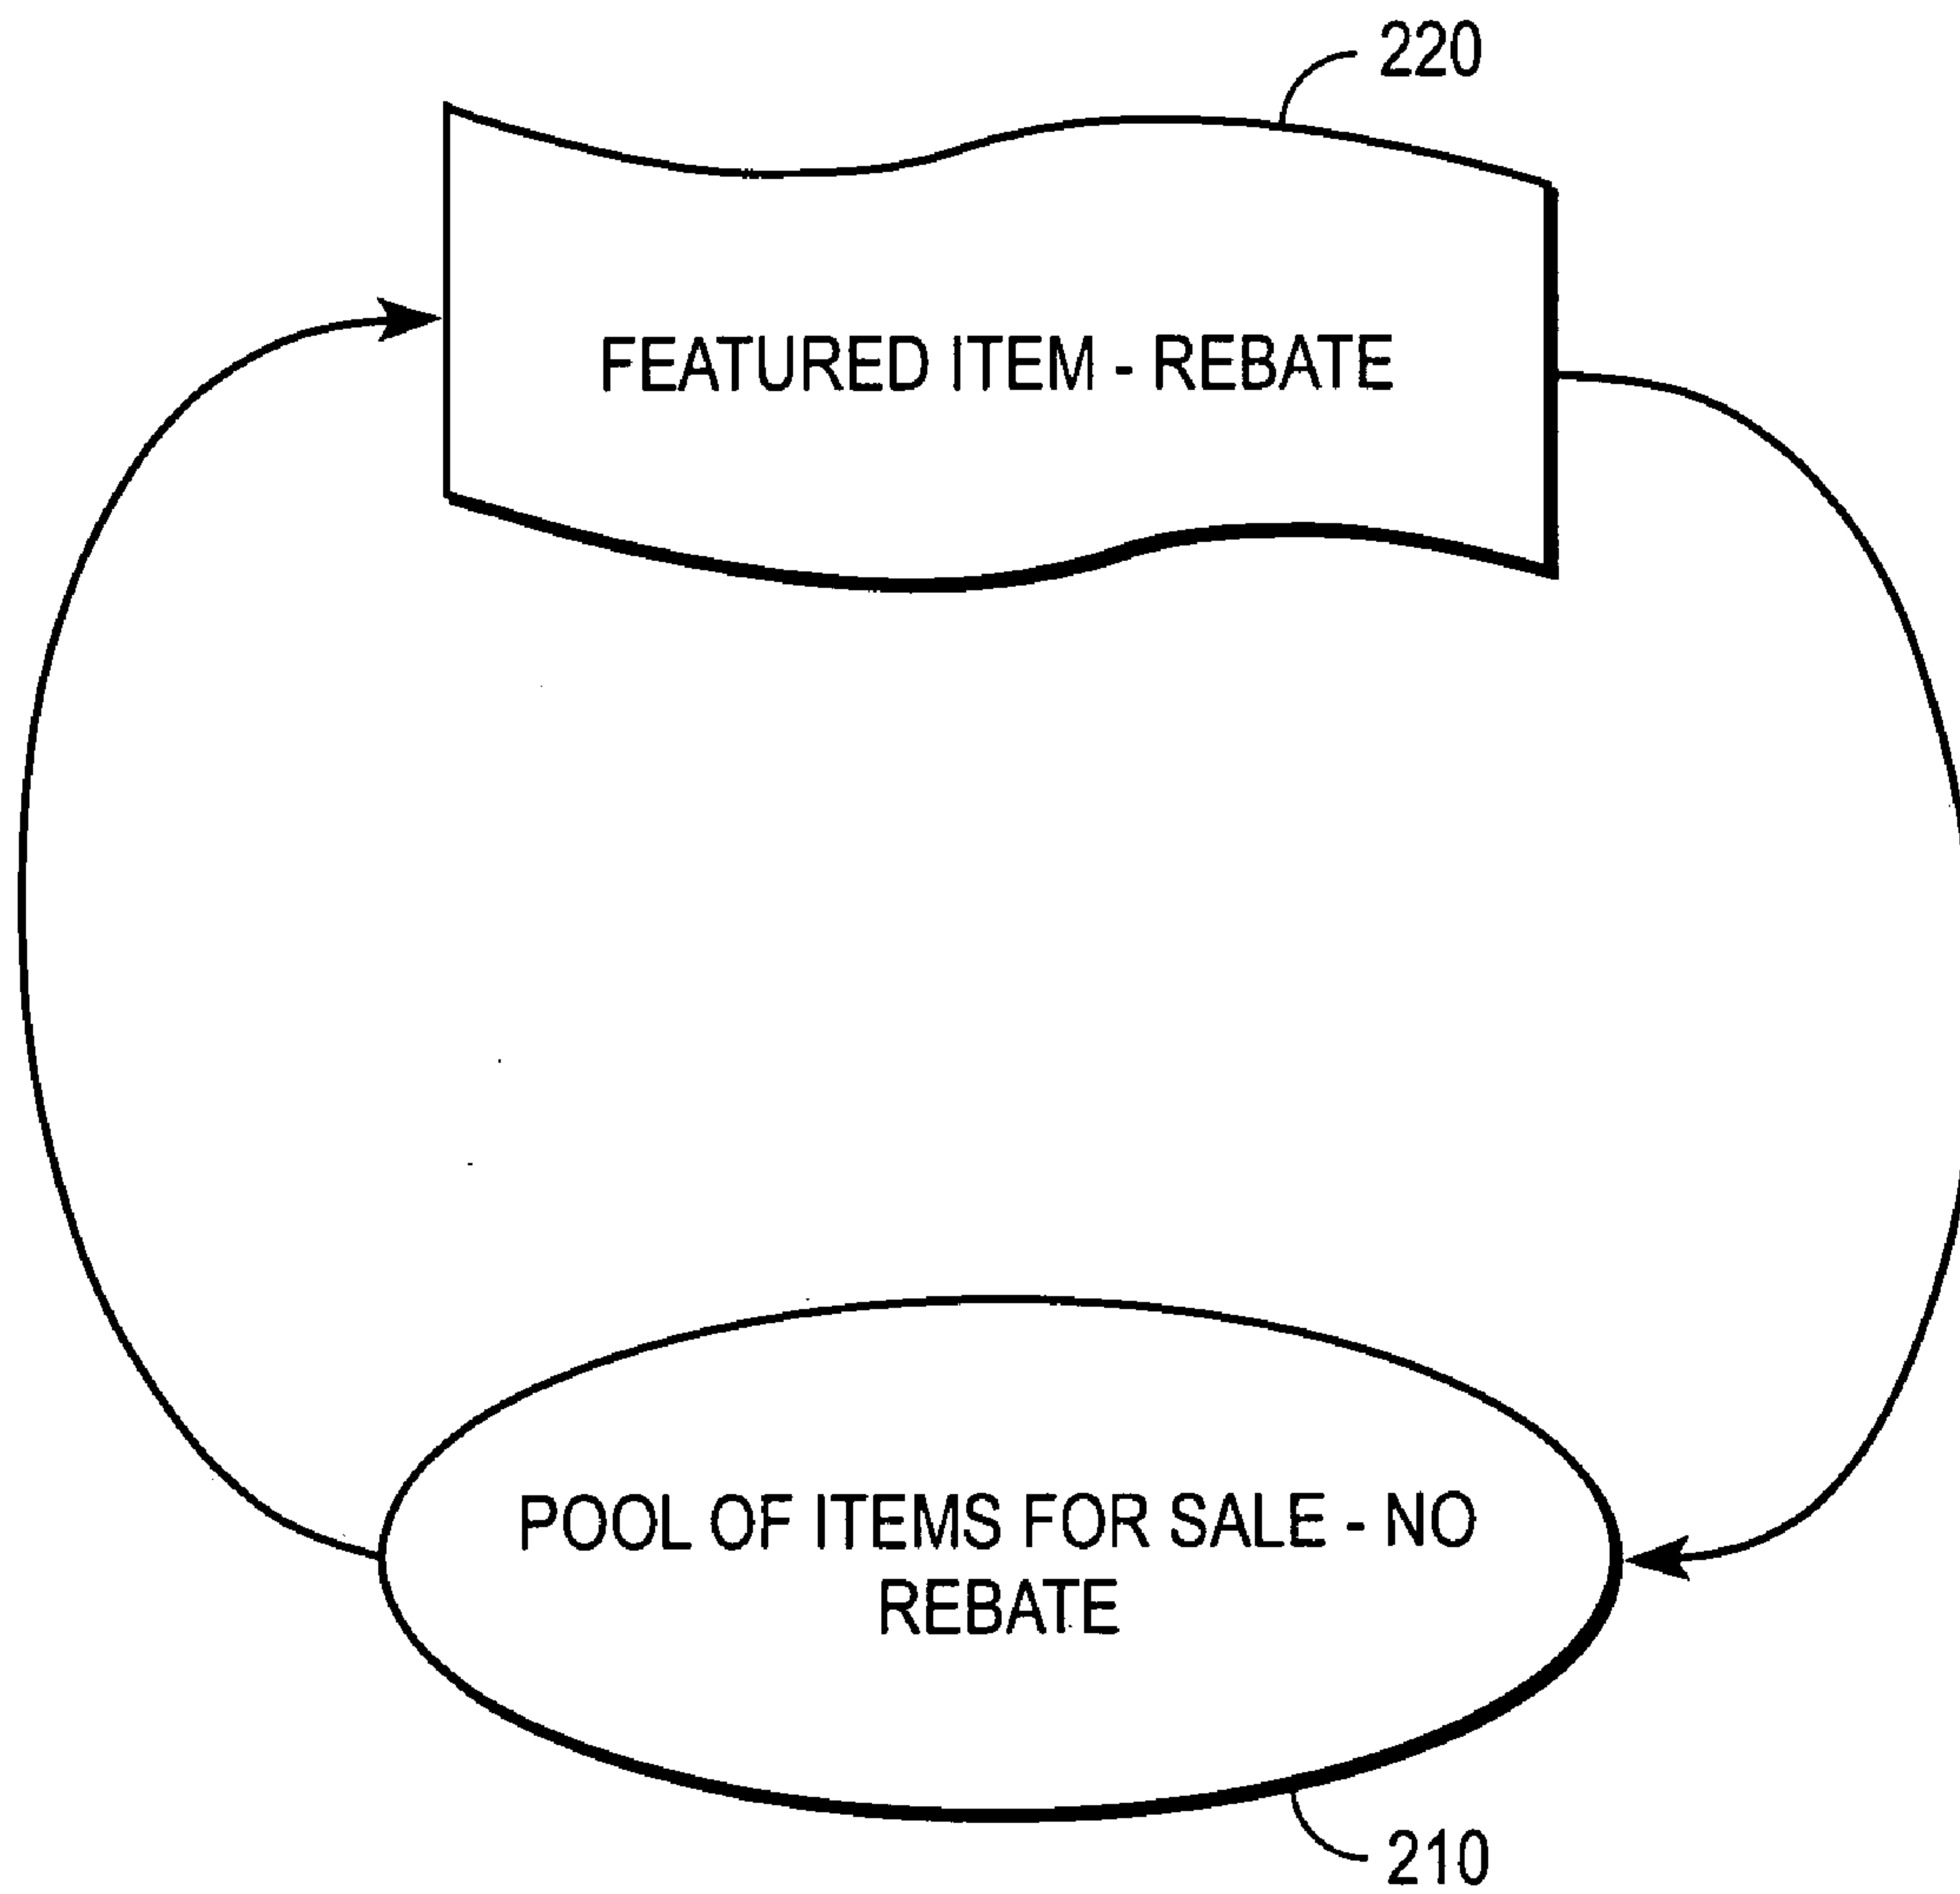 220
FEATURED ITEM - REBATE
POOL OF ITEMS FOR SALE - NO
REBATE
210